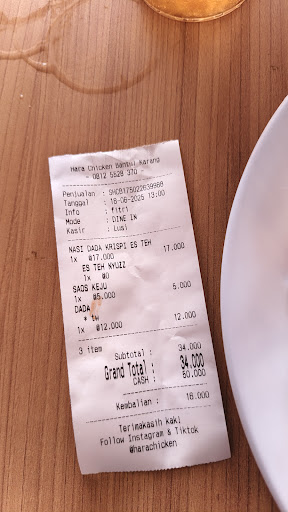 Hara Chicken Bantul Karang
0812 5528 370
Penjualan : SHCB175022639960
Tanggal : 18-06-2025 13:00
Info : fitri
Mode : DINE IN
Kasir : Lusi
NASI DADA KRISPI ES TEH
1x @17.000 17.000
ES TEH NYUZZ
1x @0
SAOS KEJU
1x @5.000 5.000
DADA
* tw
1x @12.000 12.000
3 item
Subtotal : 34.000
Grand Total : 34.000
CASH : 50.000
Kembalian : 16.000
Terimakasih kaki
Follow Instagram & Tiktok
@harachicken